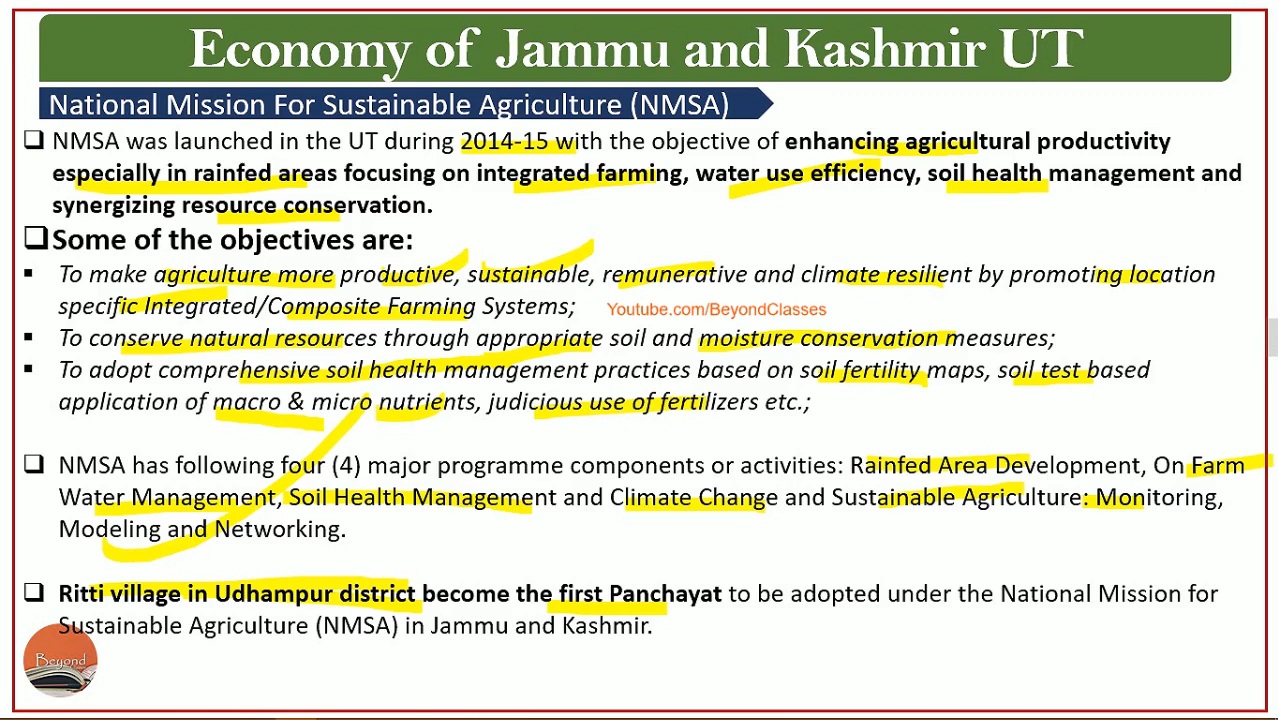 Economy of Jammu and Kashmir UT
National Mission For Sustainable Agriculture (NMSA)
❑ NMSA was launched in the UT during 2014-15 with the objective of enhancing agricultural productivity
especially in rainfed areas focusing on integrated farming, water use efficiency, soil health management and
synergizing resource conservation.
❑Some of the objectives are:
▪ To make agriculture more productive, sustainable, remunerative and climate resilient by promoting location
specific Integrated/Composite Farming Systems;
Youtube.com/BeyondClasses
▪ To conserve natural resources through appropriate soil and moisture conservation measures;
▪ To adopt comprehensive soil health management practices based on soil fertility maps, soil test based
application of macro & micro nutrients, judicious use of fertilizers etc.;
❑ NMSA has following four (4) major programme components or activities: Rainfed Area Development, On Farm
Water Management, Soil Health Management and Climate Change and Sustainable Agriculture: Monitoring,
Modeling and Networking.
❑ Ritti village in Udhampur district become the first Panchayat to be adopted under the National Mission for
Sustainable Agriculture (NMSA) in Jammu and Kashmir.
Beyond